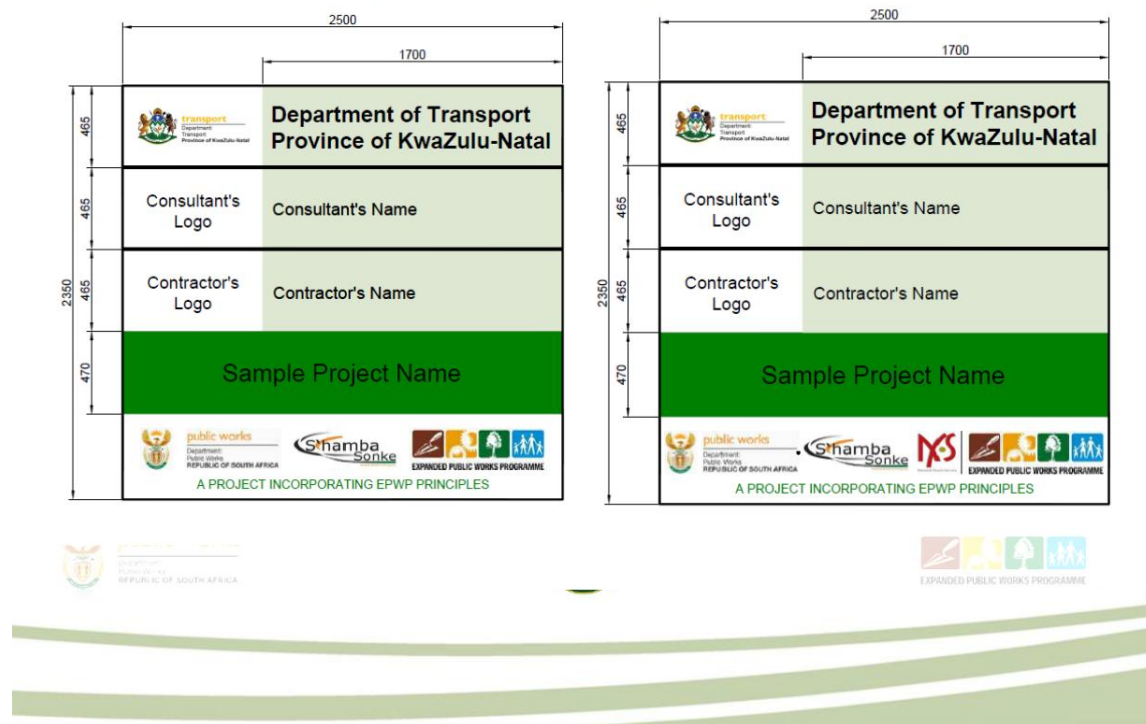 2500
1700
2350
465
465
465
470
transport
Department:
Transport
Province of KwaZulu-Natal
Department of Transport
Province of KwaZulu-Natal
Consultant's
Logo
Consultant's Name
Contractor's
Logo
Contractor's Name
Sample Project Name
public works
Department:
Public Works
REPUBLIC OF SOUTH AFRICA
S'hamba
Sonke
EXPANDED PUBLIC WORKS PROGRAMME
A PROJECT INCORPORATING EPWP PRINCIPLES
2500
1700
2350
465
465
465
470
transport
Department:
Transport
Province of KwaZulu-Natal
Department of Transport
Province of KwaZulu-Natal
Consultant's
Logo
Consultant's Name
Contractor's
Logo
Contractor's Name
Sample Project Name
public works
Department:
Public Works
REPUBLIC OF SOUTH AFRICA
S'hamba
Sonke
NYS
EXPANDED PUBLIC WORKS PROGRAMME
A PROJECT INCORPORATING EPWP PRINCIPLES
REPUBLIC OF SOUTH AFRICA
EXPANDED PUBLIC WORKS PROGRAMME